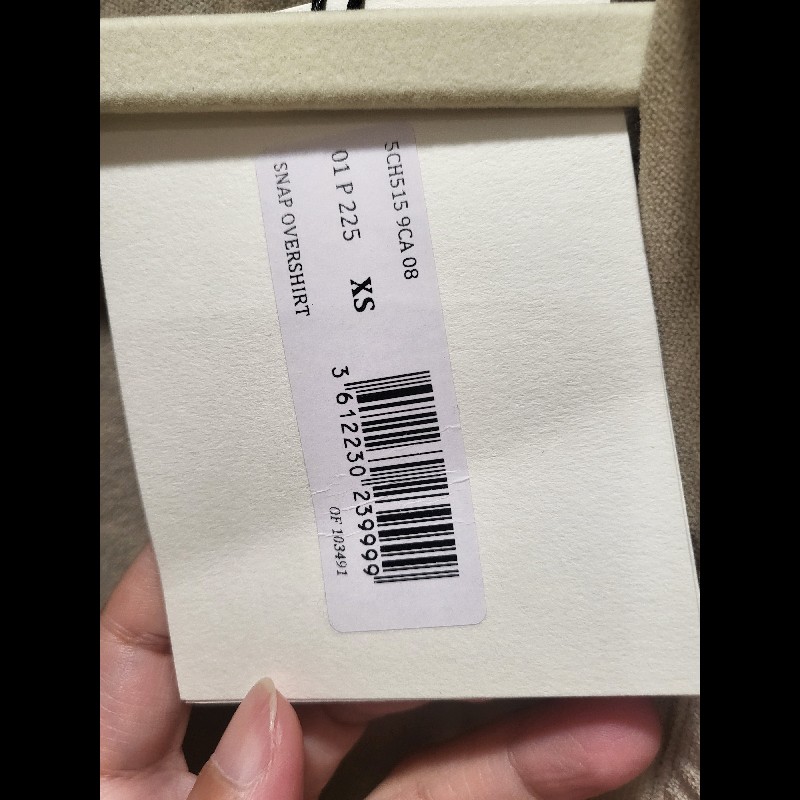 5CH515 9CA 08
01 P 225 XS
SNAP OVERSHIRT
3 612230 239999
OF 103491